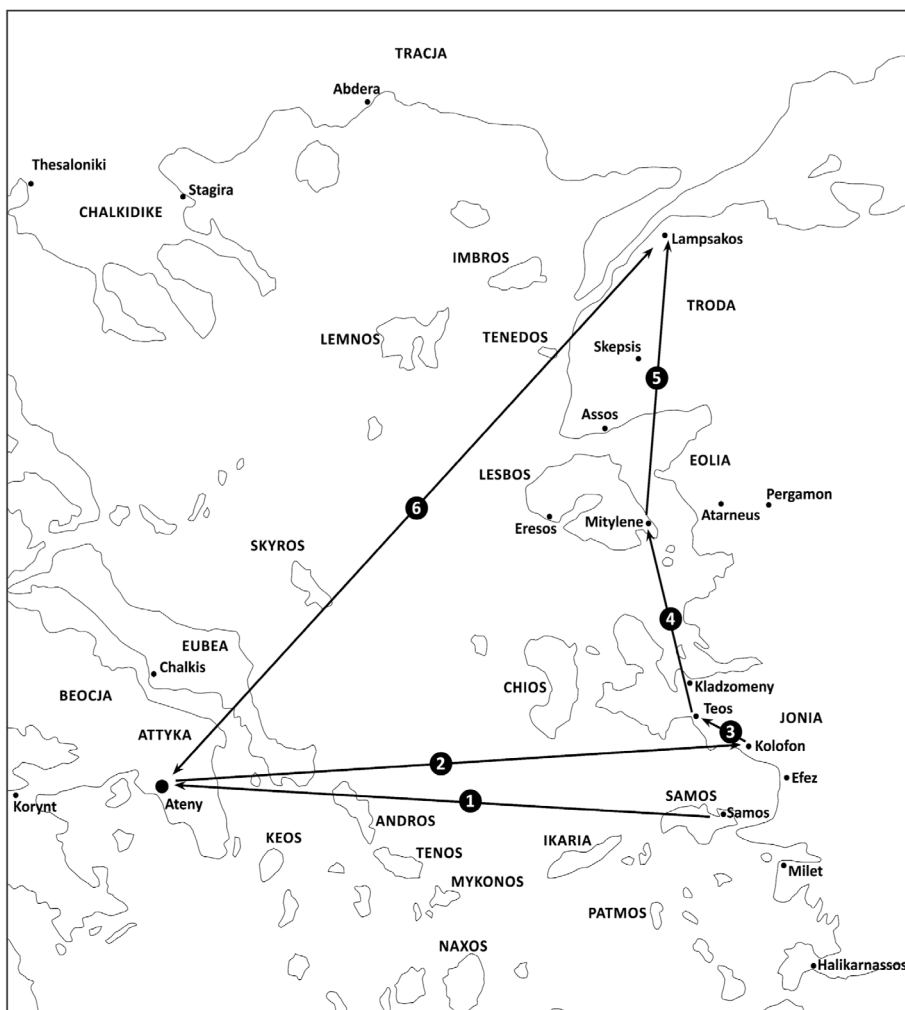 TRACJA
Abdera
Thesaloniki
Stagira
CHALKIDIKE
Lampsakos
IMBROS
TRODA
LEMNOS
TENEDOS
Skepsis
5
Assos
EOLIA
LESBOS
Pergamon
6
Atarneus
Eresos
Mitylene
SKYROS
4
EUBEA
Chalkis
Kladzomeny
CHIOS
BEOCJA
Teos
JONIA
ATTYKA
3
Kolofon
2
Efez
Ateny
SAMOS
1
Korynt
Samos
ANDROS
KEOS
IKARIA
TENOS
Milet
MYKONOS
PATMOS
NAXOS
Halikarnassos